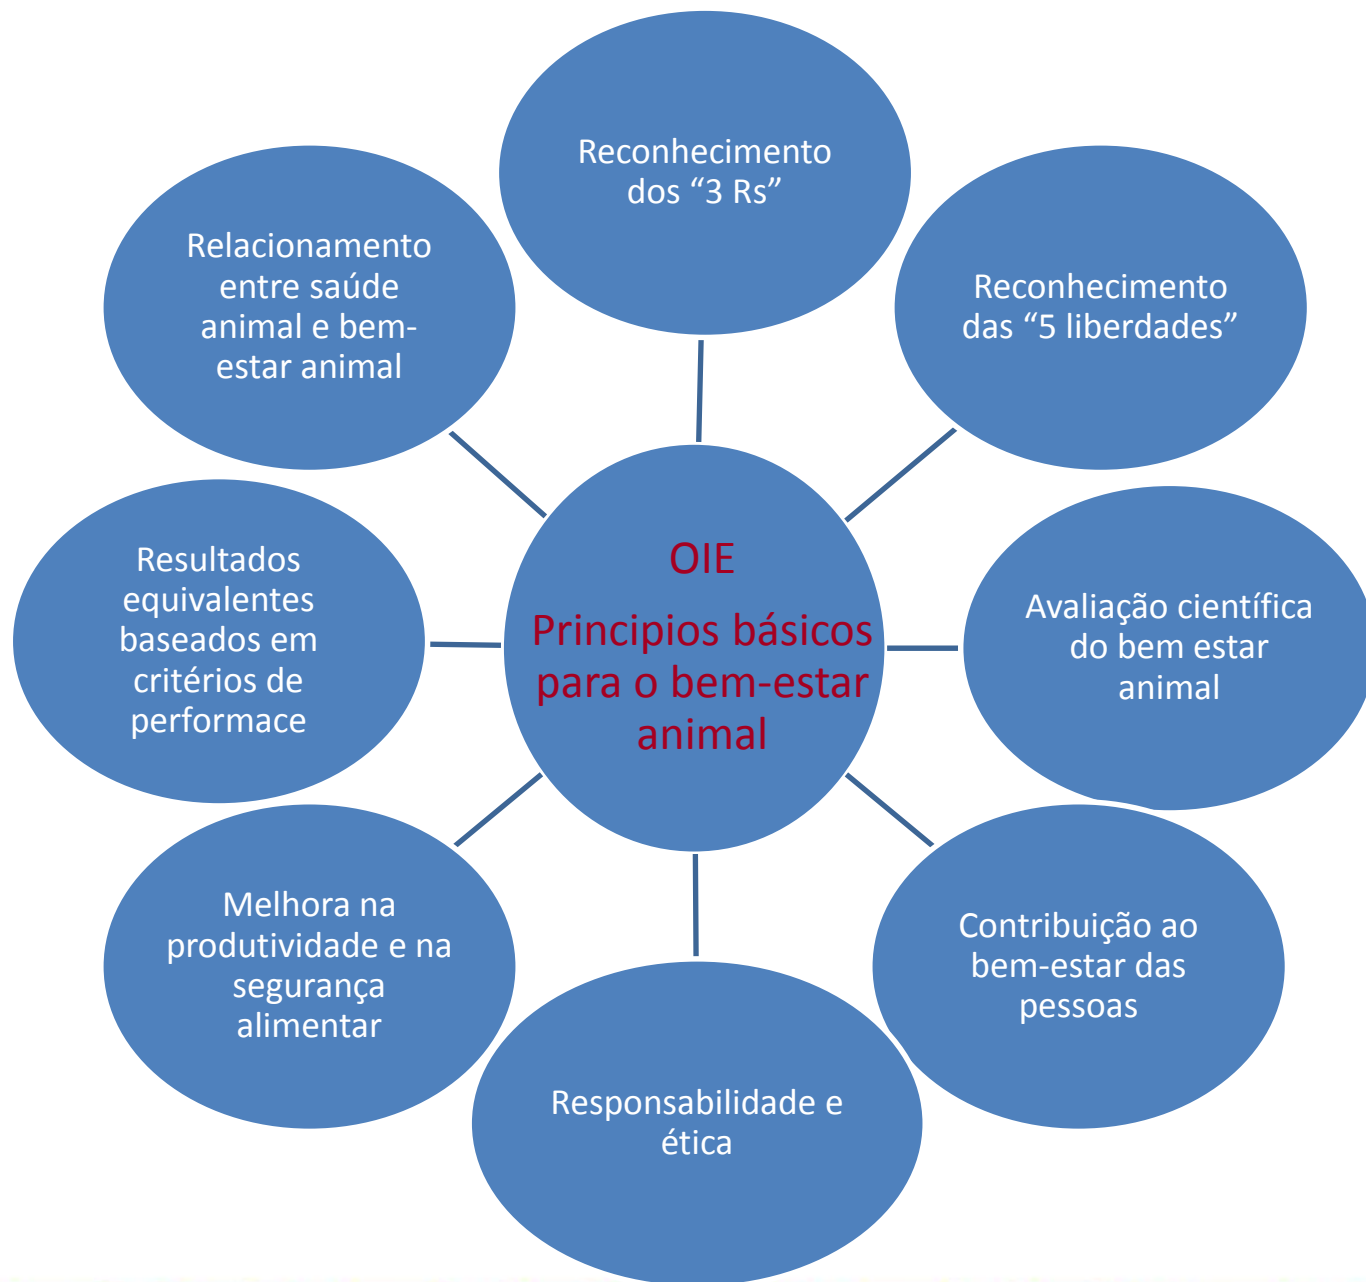 Reconhecimento
dos “3 Rs”
Reconhecimento
das “5 liberdades”
Avaliação científica
do bem estar
animal
Contribuição ao
bem-estar das
pessoas
Responsabilidade e
ética
Melhora na
produtividade e na
segurança
alimentar
Resultados
equivalentes
baseados em
critérios de
performace
Relacionamento
entre saúde
animal e bem-
estar animal
OIE
Principios básicos
para o bem-estar
animal